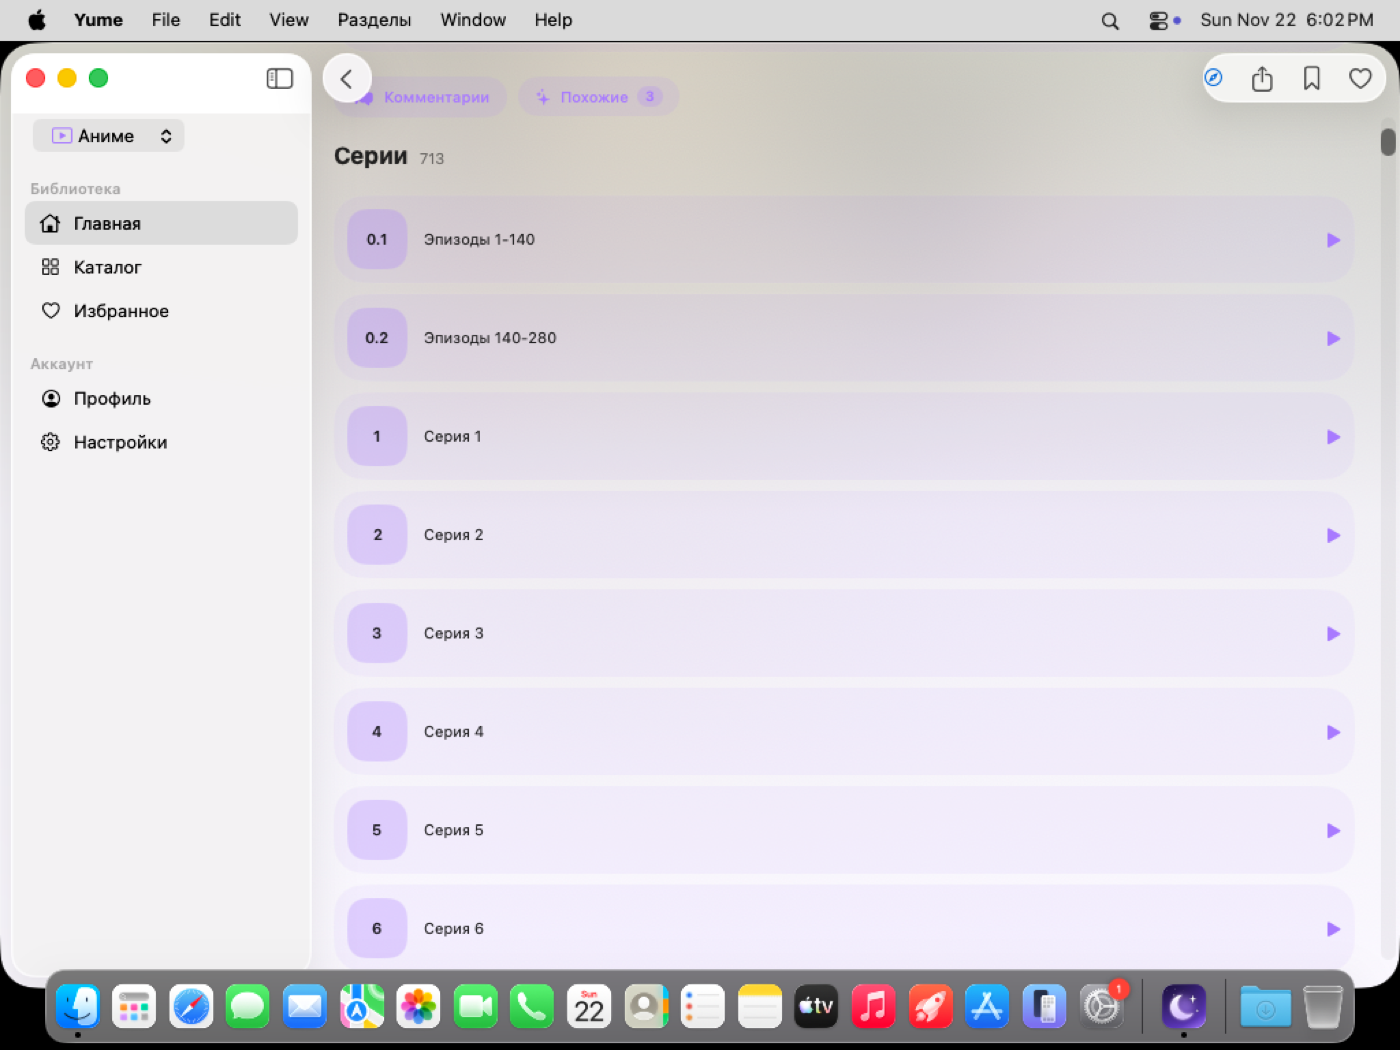 Yume File Edit View Разделы Window Help Sun Nov 22 6:02 PM
Комментарии Похожие 3
Аниме
Библиотека
Главная
Каталог
Избранное
Аккаунт
Профиль
Настройки
Серии 713
0.1 Эпизоды 1-140
0.2 Эпизоды 140-280
1 Серия 1
2 Серия 2
3 Серия 3
4 Серия 4
5 Серия 5
6 Серия 6
Sun
22
tv
1